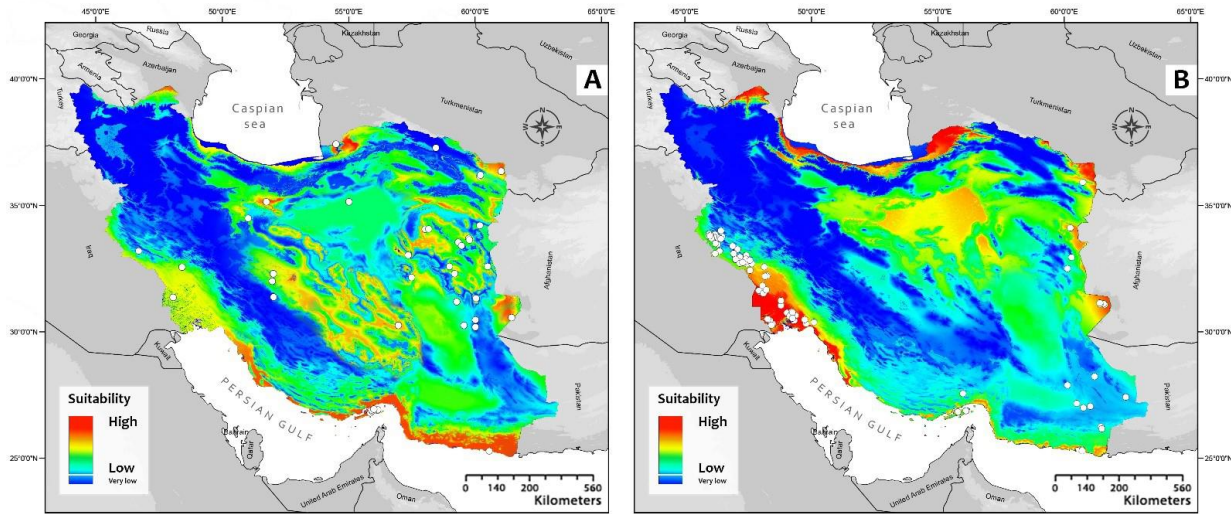 45°0'0"E 50°0'0"E 55°0'0"E 60°0'0"E 65°0'0"E
Georgia
Russia
Kazakhstan
Uzbekistan
A
Armenia
Azerbaijan
40°0'0"N
Turkey
Caspian
sea
Turkmenistan
N
W E
S
35°0'0"N
Iraq
Afghanistan
30°0'0"N
Kuwait
Pakistan
PERSIAN GULF
Suitability
High
Low
Very low
Bahrain
Qatar
25°0'0"N
United Arab Emirates
Oman
0 140 280 560
Kilometers
45°0'0"E 50°0'0"E 55°0'0"E 60°0'0"E 65°0'0"E
Georgia
Russia
Kazakhstan
Uzbekistan
B
Armenia
Azerbaijan
40°0'0"N
Turkey
Caspian
sea
Turkmenistan
N
W E
S
35°0'0"N
Iraq
Afghanistan
30°0'0"N
Kuwait
Pakistan
PERSIAN GULF
Suitability
High
Low
Very low
Bahrain
Qatar
25°0'0"N
United Arab Emirates
Oman
0 140 280 560
Kilometers